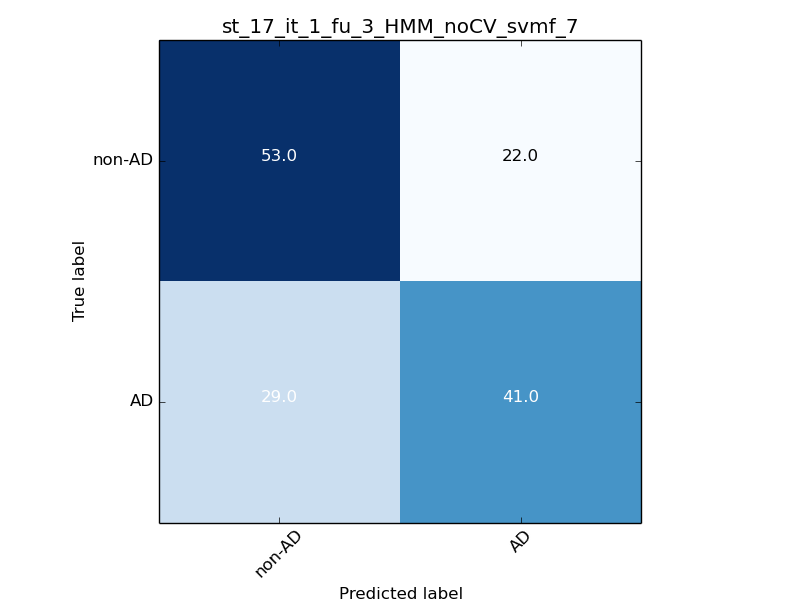 st_17_it_1_fu_3_HMM_noCV_svmf_7
non-AD
53.0
22.0
True label
AD
29.0
41.0
non-AD
AD
Predicted label